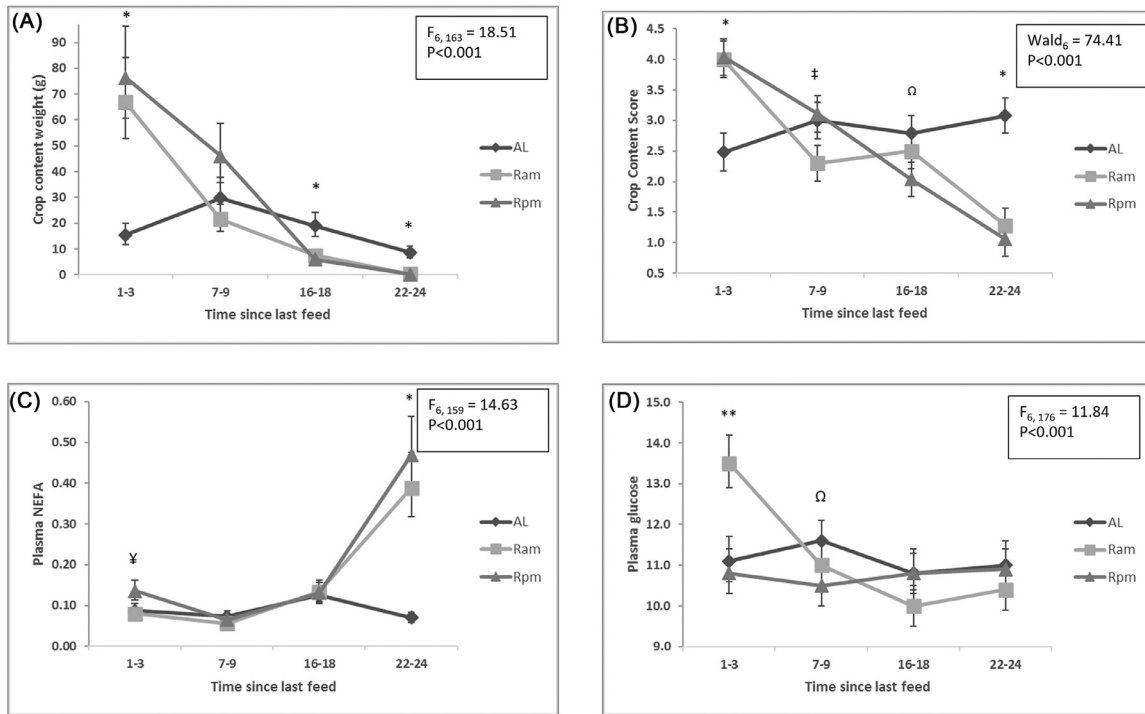 (A)
*
F6, 163 = 18.51
P<0.001
90
80
70
60
50
40
30
20
10
0
Crop content weight (g)
*
*
AL
Ram
Rpm
1-3 7-9 16-18 22-24
Time since last feed
(B)
*
‡
Ω
*
Wald6 = 74.41
P<0.001
4.5
4.0
3.5
3.0
2.5
2.0
1.5
1.0
0.5
Crop Content Score
AL
Ram
Rpm
1-3 7-9 16-18 22-24
Time since last feed
(C)
¥
*
F6, 159 = 14.63
P<0.001
0.60
0.50
0.40
0.30
0.20
0.10
0.00
Plasma NEFA
AL
Ram
Rpm
1-3 7-9 16-18 22-24
Time since last feed
(D)
**
Ω
F6, 176 = 11.84
P<0.001
15.0
14.0
13.0
12.0
11.0
10.0
9.0
Plasma glucose
AL
Ram
Rpm
1-3 7-9 16-18 22-24
Time since last feed